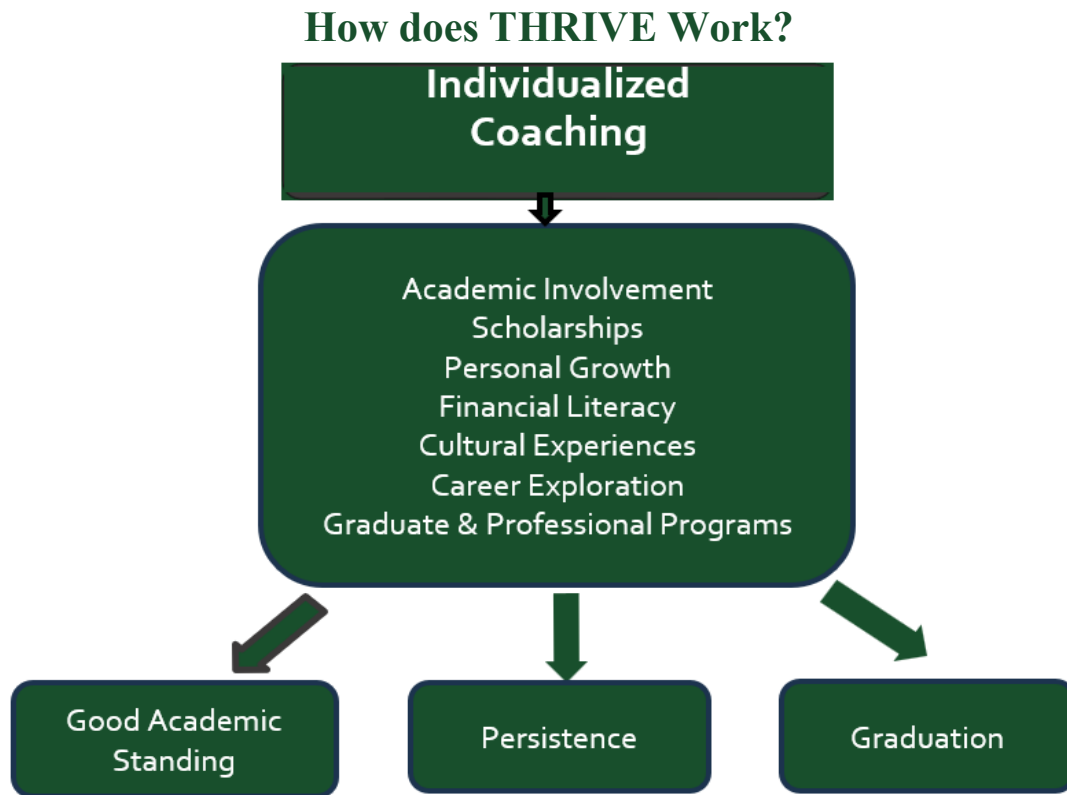 How does THRIVE Work?
Individualized
Coaching
Academic Involvement
Scholarships
Personal Growth
Financial Literacy
Cultural Experiences
Career Exploration
Graduate & Professional Programs
Good Academic
Standing
Persistence
Graduation